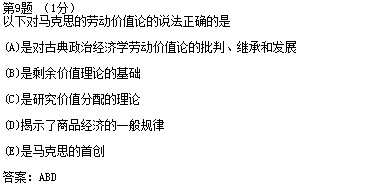 第9题 （1分）
以下对马克思的劳动价值论的说法正确的是
(A)是对古典政治经济学劳动价值论的批判、继承和发展
(B)是剩余价值理论的基础
(C)是研究价值分配的理论
(D)揭示了商品经济的一般规律
(E)是马克思的首创
答案：ABD